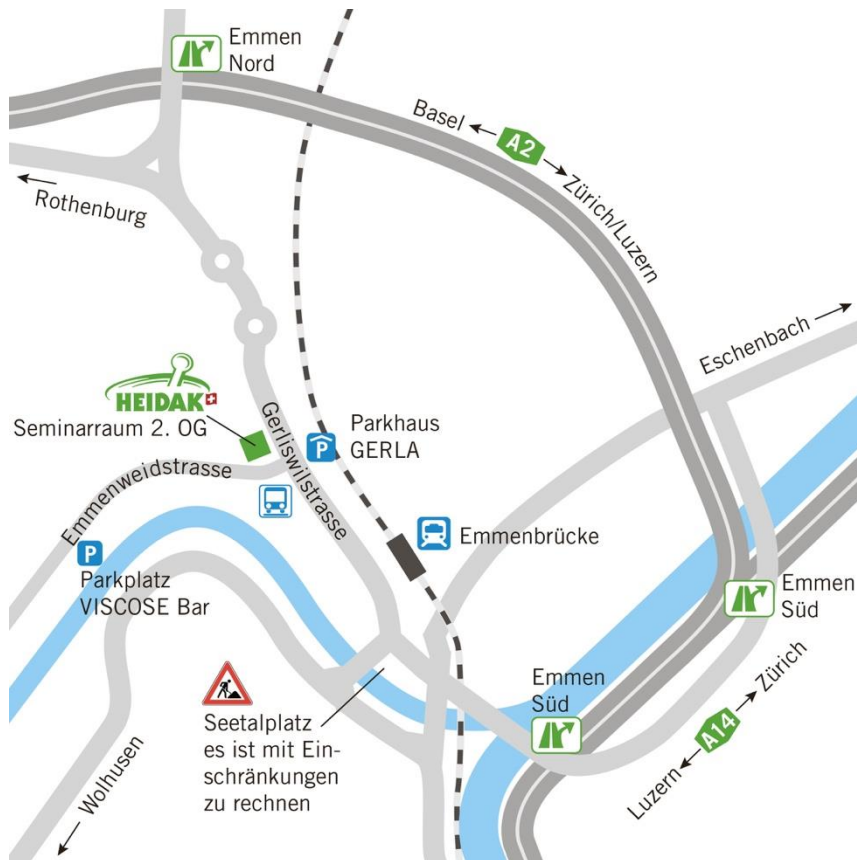 Emmen
Nord
Basel
A2
Zürich/Luzern
Rothenburg
Eschenbach
HEIDAK
Seminarraum 2. OG
Gerliswilstrasse
P
Parkhaus
GERLA
Emmenweidstrasse
P
Parkplatz
VISCOSE Bar
Emmenbrücke
Emmen
Süd
Emmen
Süd
Seetalplatz
es ist mit Ein-
schränkungen
zu rechnen
Zürich
A14
Luzern
Wolhusen